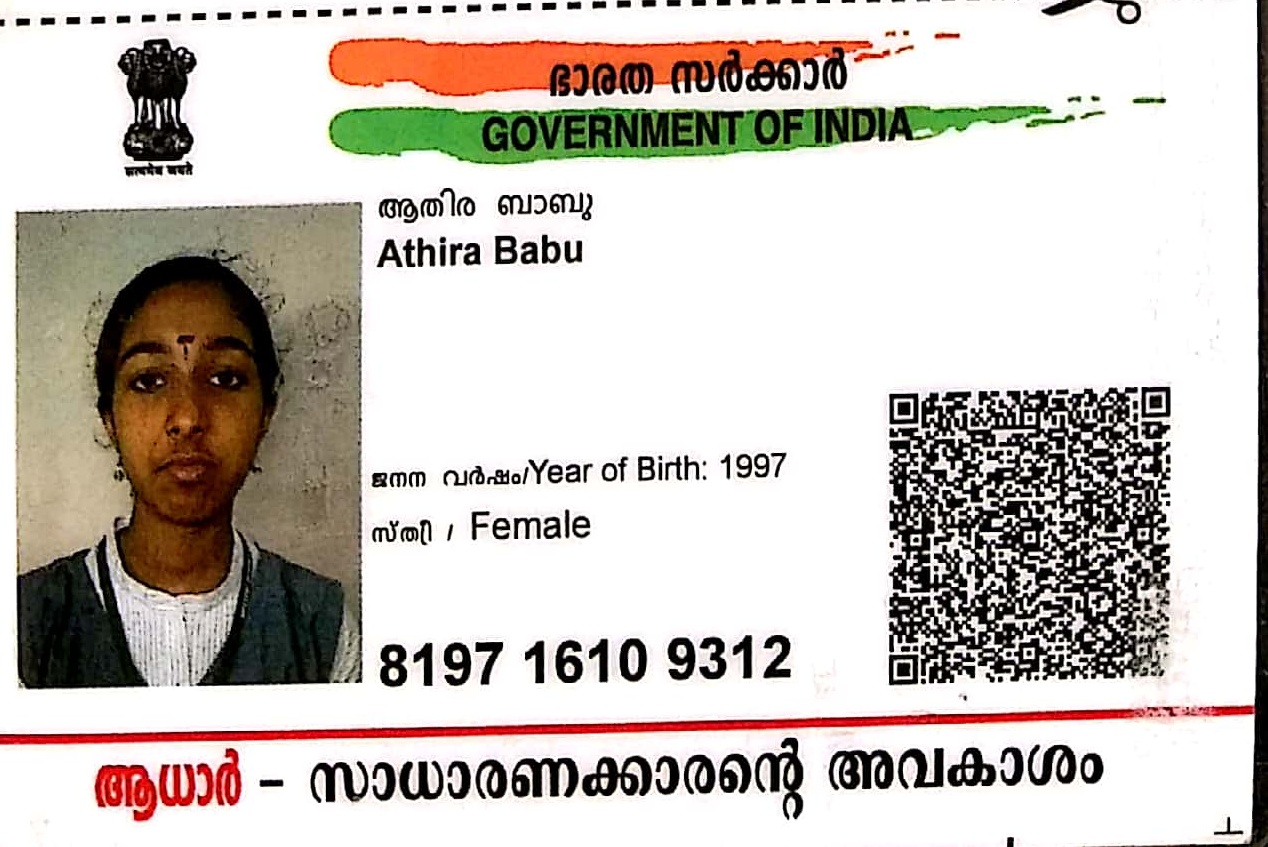 ഭാരത സർക്കാർ
GOVERNMENT OF INDIA
सत्यमेव जयते
ആതിര ബാബു
Athira Babu
ജനന വർഷം/Year of Birth: 1997
സ്ത്രീ / Female
8197 1610 9312
ആധാർ - സാധാരണക്കാരന്റെ അവകാശം